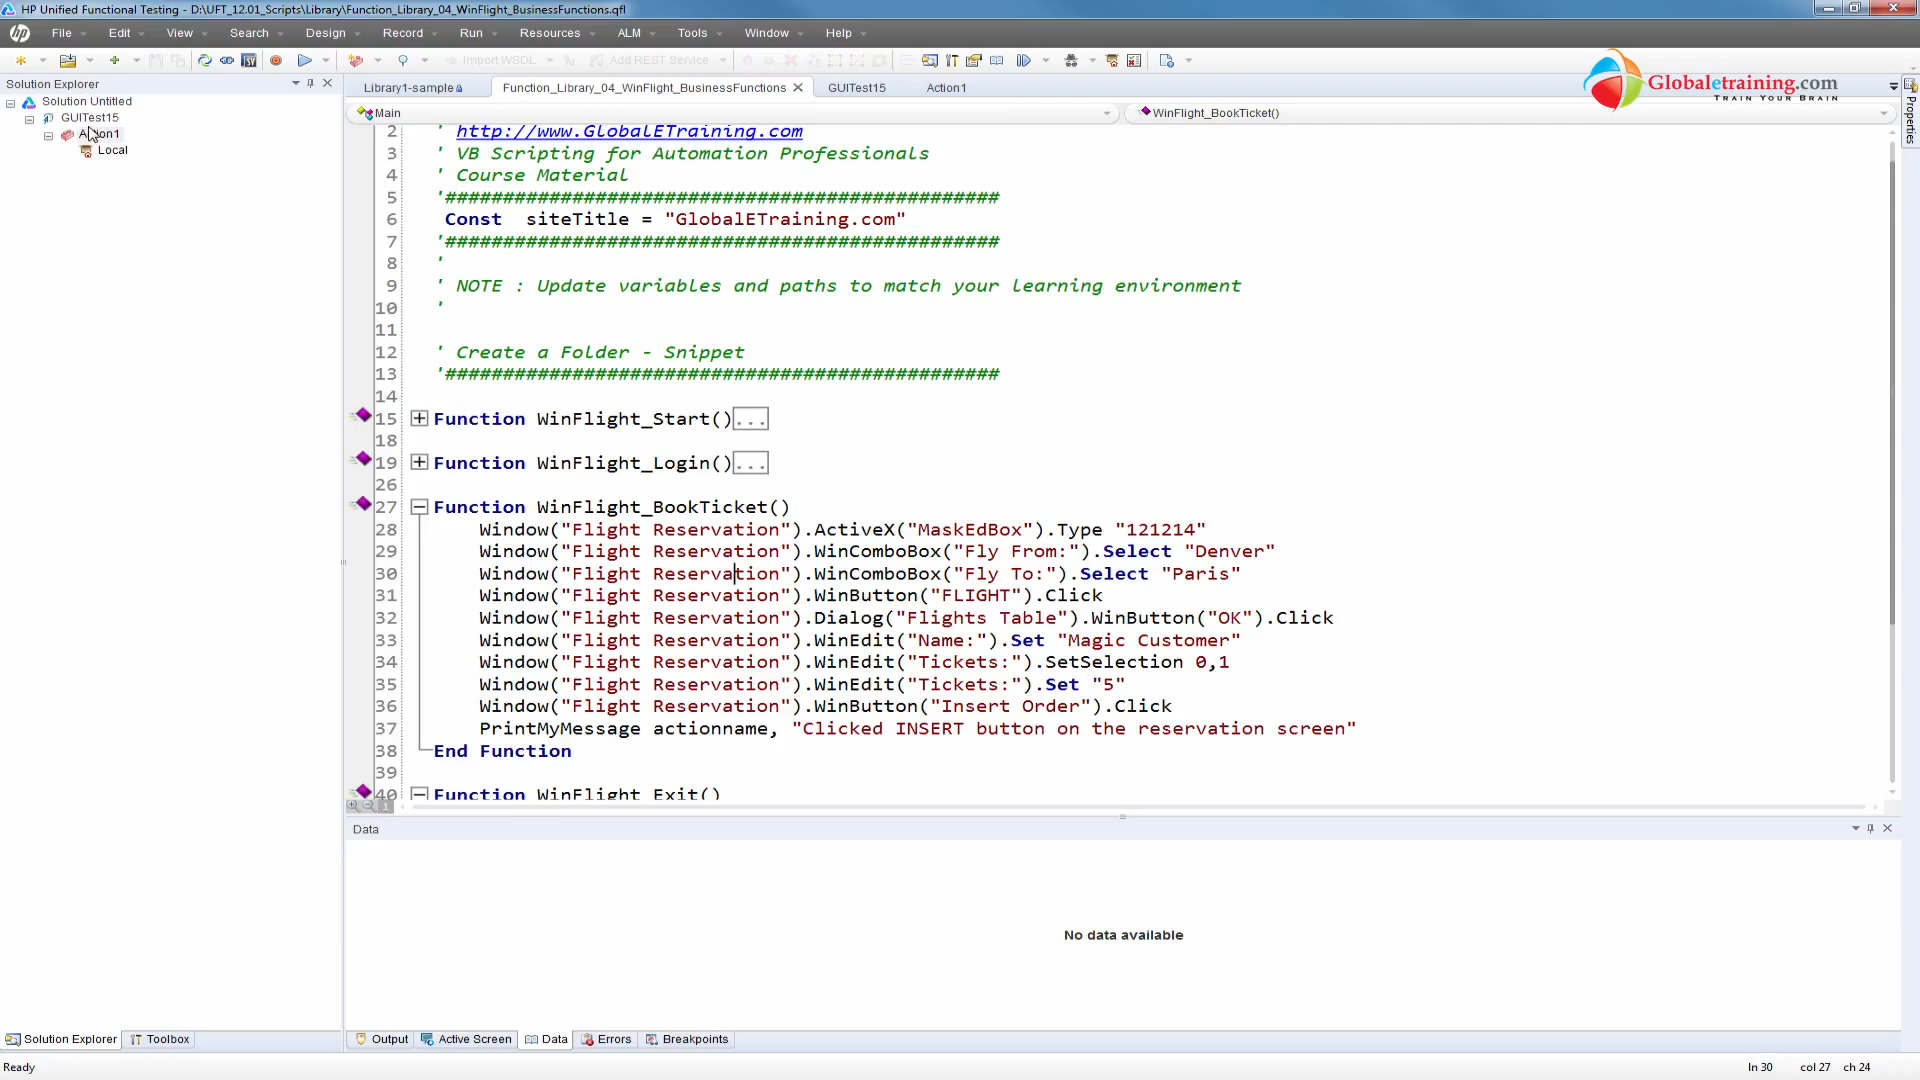 HP Unified Functional Testing - D:\UFT_12.01_Scripts\Library\Function_Library_04_WinFlight_BusinessFunctions.qfl
File Edit View Search Design Record Run Resources ALM Tools Window Help
Import WSDL Add REST Service
Globaletraining.com
TRAIN YOUR BRAIN
Solution Explorer
Solution Untitled
GUITest15
Action1
Local
Library1-sample Function_Library_04_WinFlight_BusinessFunctions GUITest15 Action1
Main WinFlight_BookTicket()
Properties
2 ' http://www.GlobalETraining.com
3 ' VB Scripting for Automation Professionals
4 ' Course Material
5 '################################################
6 Const siteTitle = "GlobalETraining.com"
7 '################################################
8 '
9 ' NOTE : Update variables and paths to match your learning environment
10 '
11
12 ' Create a Folder - Snippet
13 '################################################
14
15 Function WinFlight_Start()...
18
19 Function WinFlight_Login()...
26
27 Function WinFlight_BookTicket()
28 Window("Flight Reservation").ActiveX("MaskEdBox").Type "121214"
29 Window("Flight Reservation").WinComboBox("Fly From:").Select "Denver"
30 Window("Flight Reservation").WinComboBox("Fly To:").Select "Paris"
31 Window("Flight Reservation").WinButton("FLIGHT").Click
32 Window("Flight Reservation").Dialog("Flights Table").WinButton("OK").Click
33 Window("Flight Reservation").WinEdit("Name:").Set "Magic Customer"
34 Window("Flight Reservation").WinEdit("Tickets:").SetSelection 0,1
35 Window("Flight Reservation").WinEdit("Tickets:").Set "5"
36 Window("Flight Reservation").WinButton("Insert Order").Click
37 PrintMyMessage actionname, "Clicked INSERT button on the reservation screen"
38 End Function
39
40 Function WinFlight_Exit()
Data
No data available
Solution Explorer Toolbox
Output Active Screen Data Errors Breakpoints
Ready
ln 30 col 27 ch 24